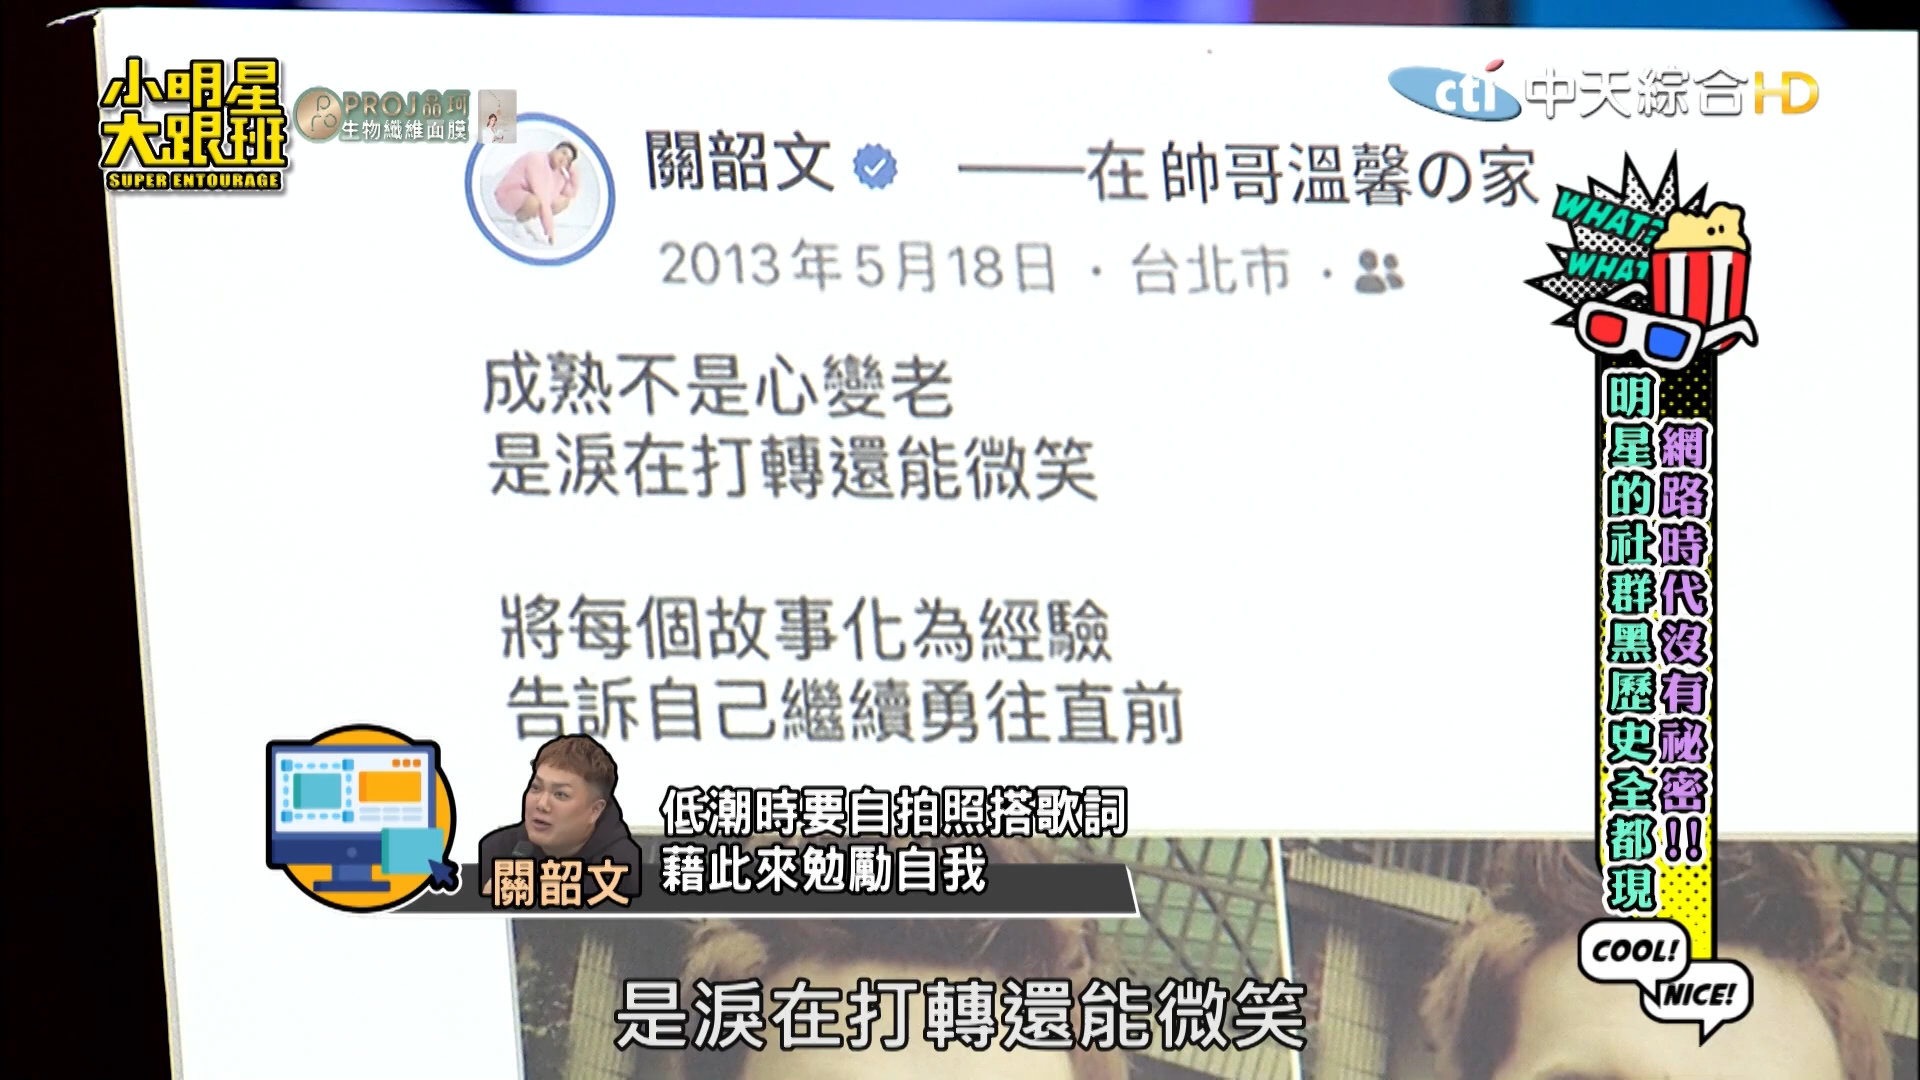 小明星
大跟班
SUPER ENTOURAGE
PROJ品珂
生物纖維面膜
cti 中天綜合HD
關韶文 ——在帥哥溫馨の家
2013年5月18日·台北市·
成熟不是心變老
是淚在打轉還能微笑
將每個故事化為經驗
告訴自己繼續勇往直前
WHAT?
WHAT
網路時代沒有祕密!!
明星的社群黑歷史全都現
COOL!
NICE!
關韶文
低潮時要自拍照搭歌詞
藉此來勉勵自我
是淚在打轉還能微笑